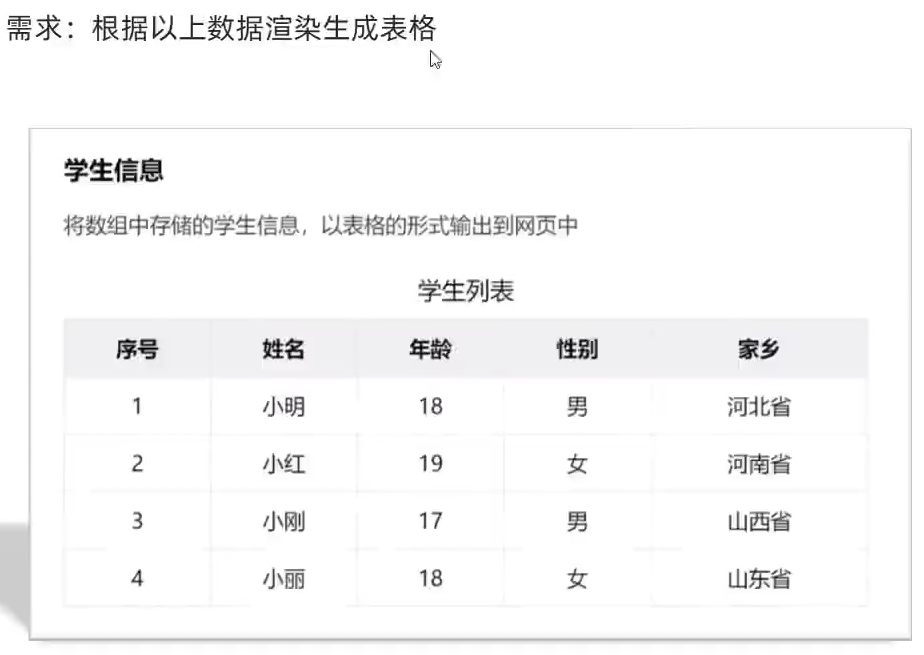 需求：根据以上数据渲染生成表格
学生信息
将数组中存储的学生信息，以表格的形式输出到网页中
学生列表
序号 姓名 年龄 性别 家乡
1 小明 18 男 河北省
2 小红 19 女 河南省
3 小刚 17 男 山西省
4 小丽 18 女 山东省